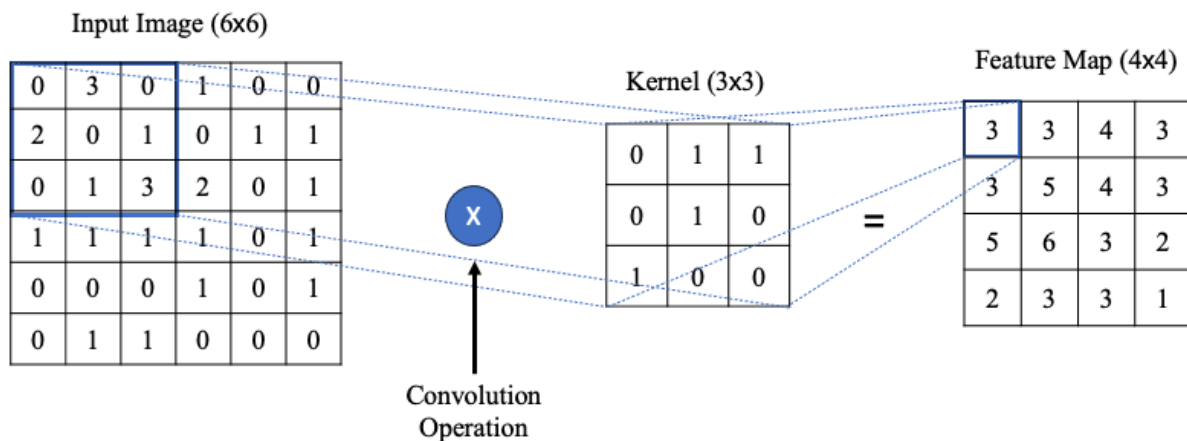 Input Image (6x6)
0 3 0 1 0 0
2 0 1 0 1 1
0 1 3 2 0 1
1 1 1 1 0 1
0 0 0 1 0 1
0 1 1 0 0 0
X
Convolution
Operation
Kernel (3x3)
0 1 1
0 1 0
1 0 0
=
Feature Map (4x4)
3 3 4 3
3 5 4 3
5 6 3 2
2 3 3 1